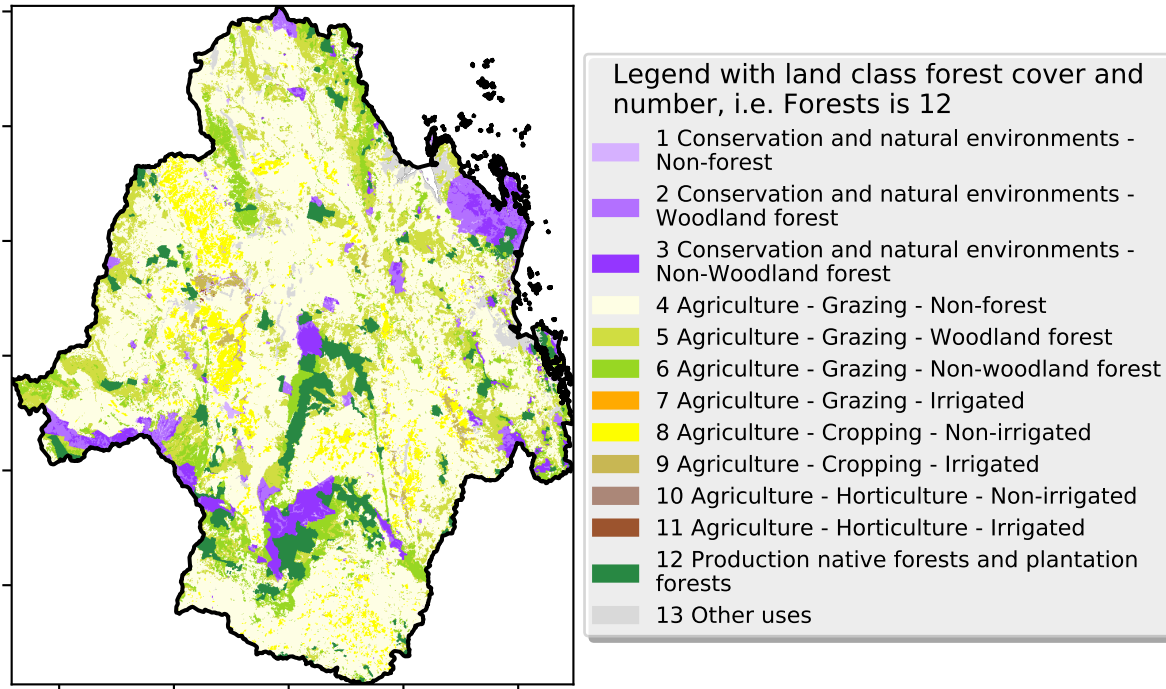 Legend with land class forest cover and
number, i.e. Forests is 12
1 Conservation and natural environments -
Non-forest
2 Conservation and natural environments -
Woodland forest
3 Conservation and natural environments -
Non-Woodland forest
4 Agriculture - Grazing - Non-forest
5 Agriculture - Grazing - Woodland forest
6 Agriculture - Grazing - Non-woodland forest
7 Agriculture - Grazing - Irrigated
8 Agriculture - Cropping - Non-irrigated
9 Agriculture - Cropping - Irrigated
10 Agriculture - Horticulture - Non-irrigated
11 Agriculture - Horticulture - Irrigated
12 Production native forests and plantation
forests
13 Other uses